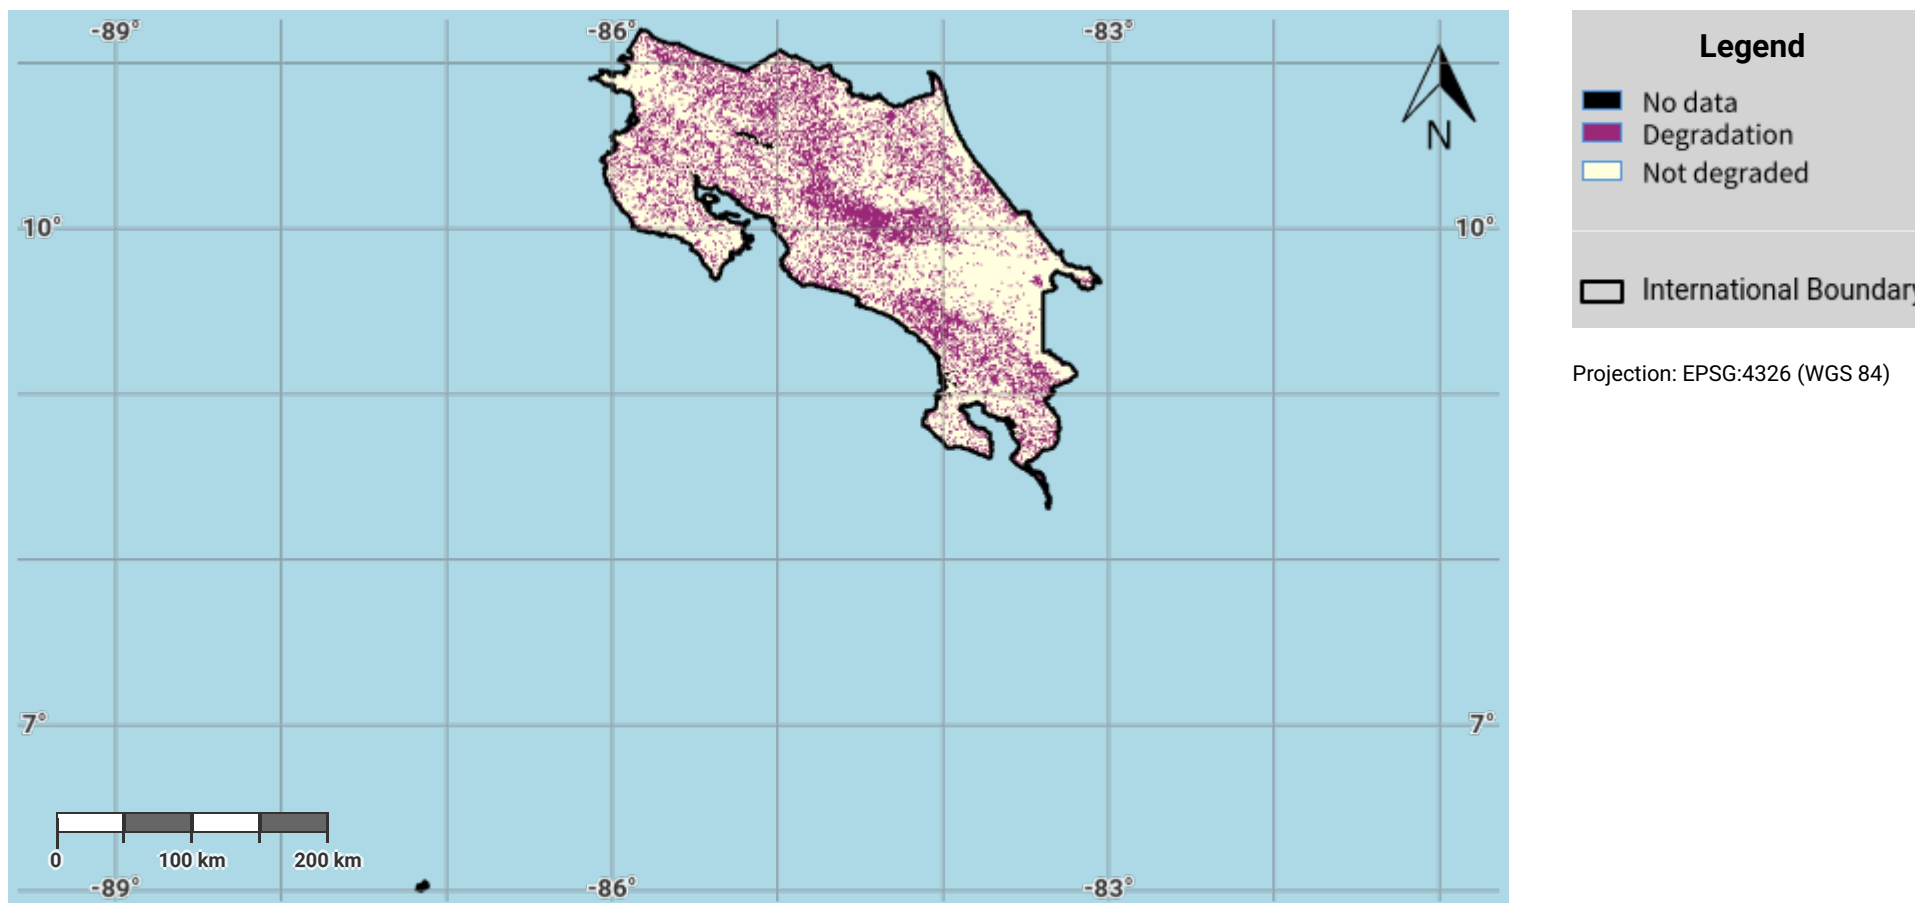 -89°
-86°
-83°
10°
10°
7°
7°
0
100 km
200 km
-89°
-86°
-83°
N
Legend
No data
Degradation
Not degraded
International Boundary
Projection: EPSG:4326 (WGS 84)